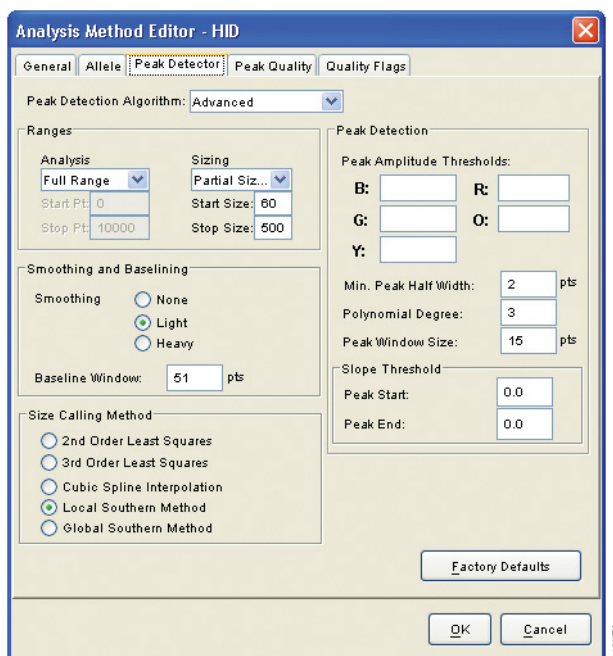 Analysis Method Editor - HID
General Allele Peak Detector Peak Quality Quality Flags
Peak Detection Algorithm: Advanced
Ranges
Analysis
Full Range
Start Pt: 0
Stop Pt: 10000
Sizing
Partial Siz...
Start Size: 60
Stop Size: 500
Smoothing and Baselining
Smoothing
None
Light
Heavy
Baseline Window: 51 pts
Size Calling Method
2nd Order Least Squares
3rd Order Least Squares
Cubic Spline Interpolation
Local Southern Method
Global Southern Method
Peak Detection
Peak Amplitude Thresholds:
B: R:
G: O:
Y:
Min. Peak Half Width: 2 pts
Polynomial Degree: 3
Peak Window Size: 15 pts
Slope Threshold
Peak Start: 0.0
Peak End: 0.0
Factory Defaults
OK Cancel